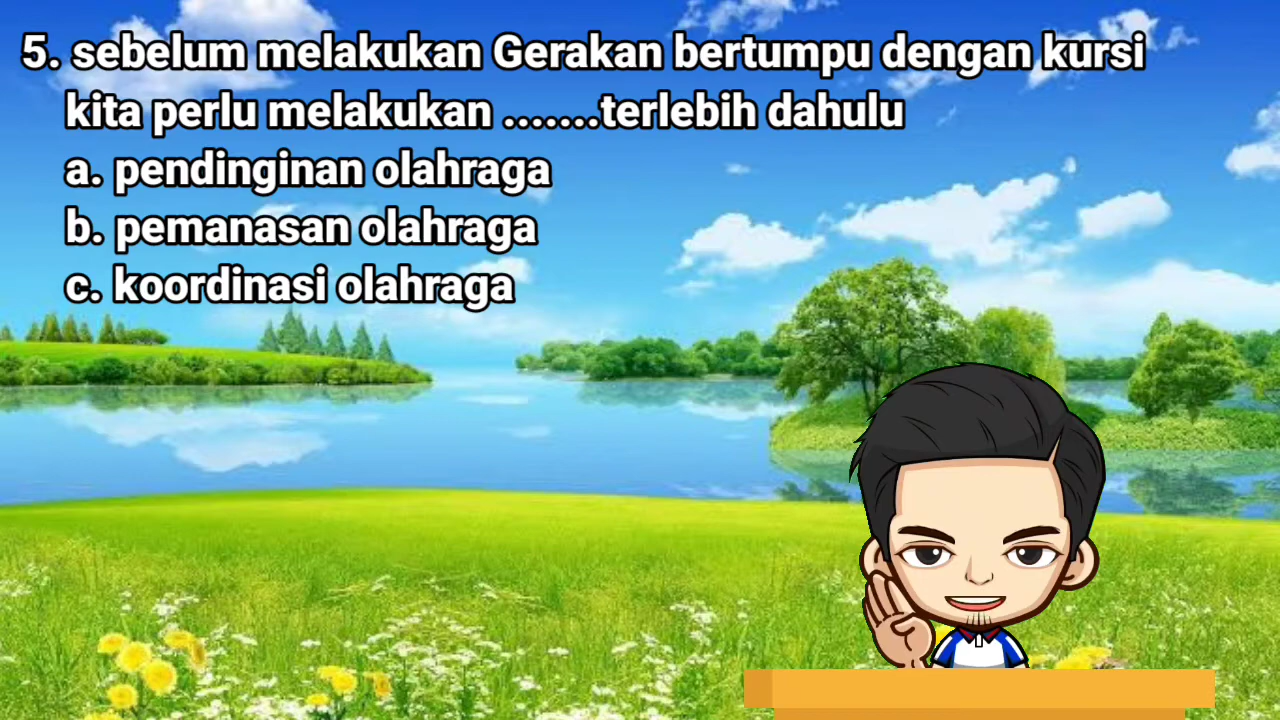 5. sebelum melakukan Gerakan bertumpu dengan kursi
kita perlu melakukan .......terlebih dahulu
a. pendinginan olahraga
b. pemanasan olahraga
c. koordinasi olahraga